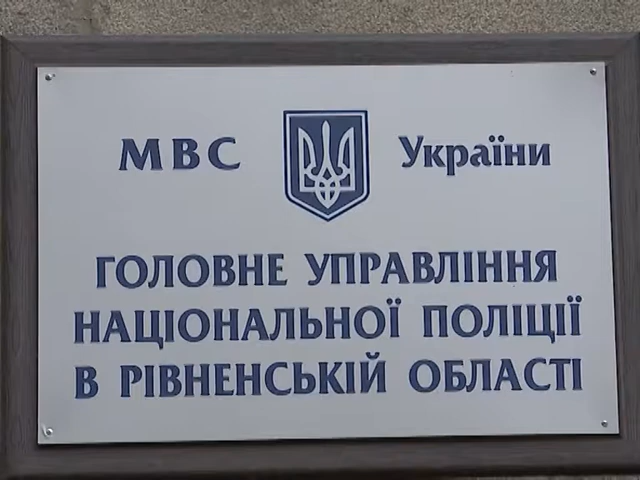 МВС України
ГОЛОВНЕ УПРАВЛІННЯ
НАЦІОНАЛЬНОЇ ПОЛІЦІЇ
В РІВНЕНСЬКІЙ ОБЛАСТІ